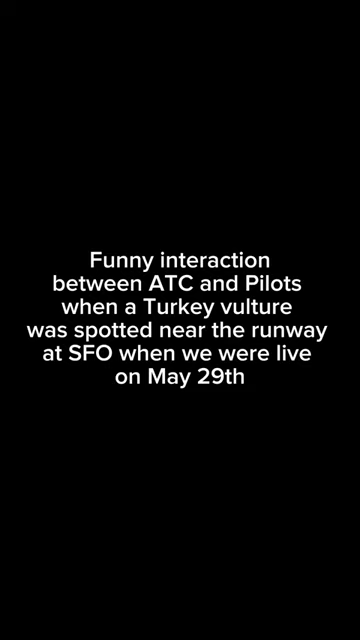 Funny interaction
between ATC and Pilots
when a Turkey vulture
was spotted near the runway
at SFO when we were live
on May 29th